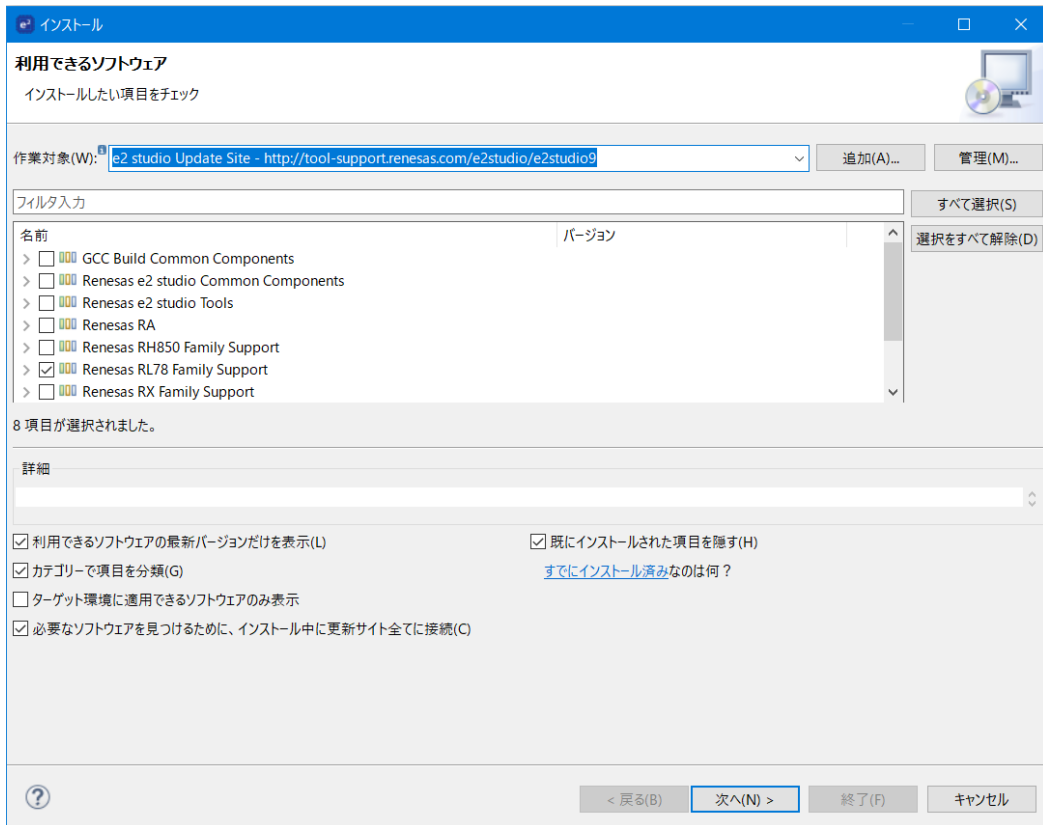 e² インストール
利用できるソフトウェア
インストールしたい項目をチェック
作業対象(W): e2 studio Update Site - http://tool-support.renesas.com/e2studio/e2studio9 追加(A)... 管理(M)...
フィルタ入力 すべて選択(S)
名前 バージョン 選択をすべて解除(D)
GCC Build Common Components
Renesas e2 studio Common Components
Renesas e2 studio Tools
Renesas RA
Renesas RH850 Family Support
Renesas RL78 Family Support
Renesas RX Family Support
8 項目が選択されました。
詳細
利用できるソフトウェアの最新バージョンだけを表示(L) 既にインストールされた項目を隠す(H)
カテゴリーで項目を分類(G) すでにインストール済みなのは何？
ターゲット環境に適用できるソフトウェアのみ表示
必要なソフトウェアを見つけるために、インストール中に更新サイト全てに接続(C)
? < 戻る(B) 次へ(N) > 終了(F) キャンセル